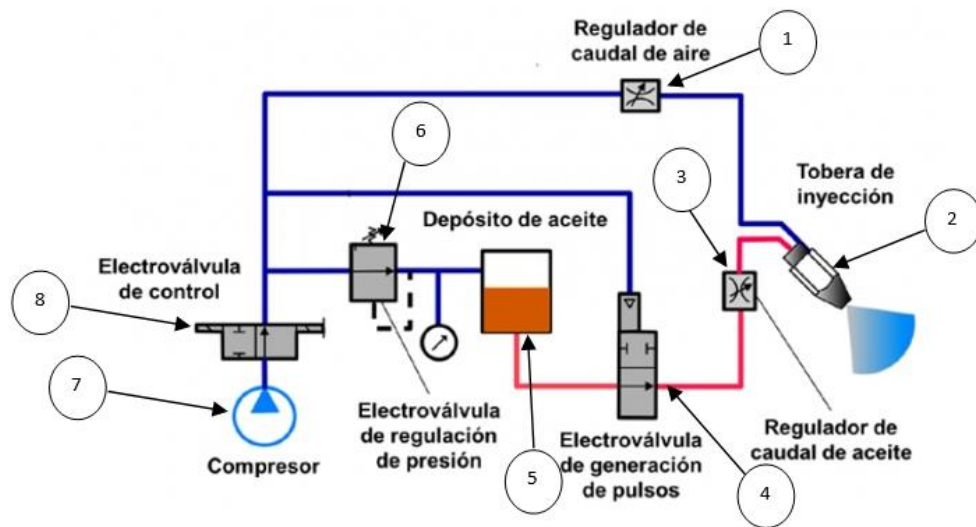 Regulador de
caudal de aire
1
6
Tobera de
inyección
3
Depósito de aceite
2
Electroválvula
de control
8
7
Compresor
Electroválvula
de regulación
de presión
5
Electroválvula
de generación
de pulsos
4
Regulador de
caudal de aceite